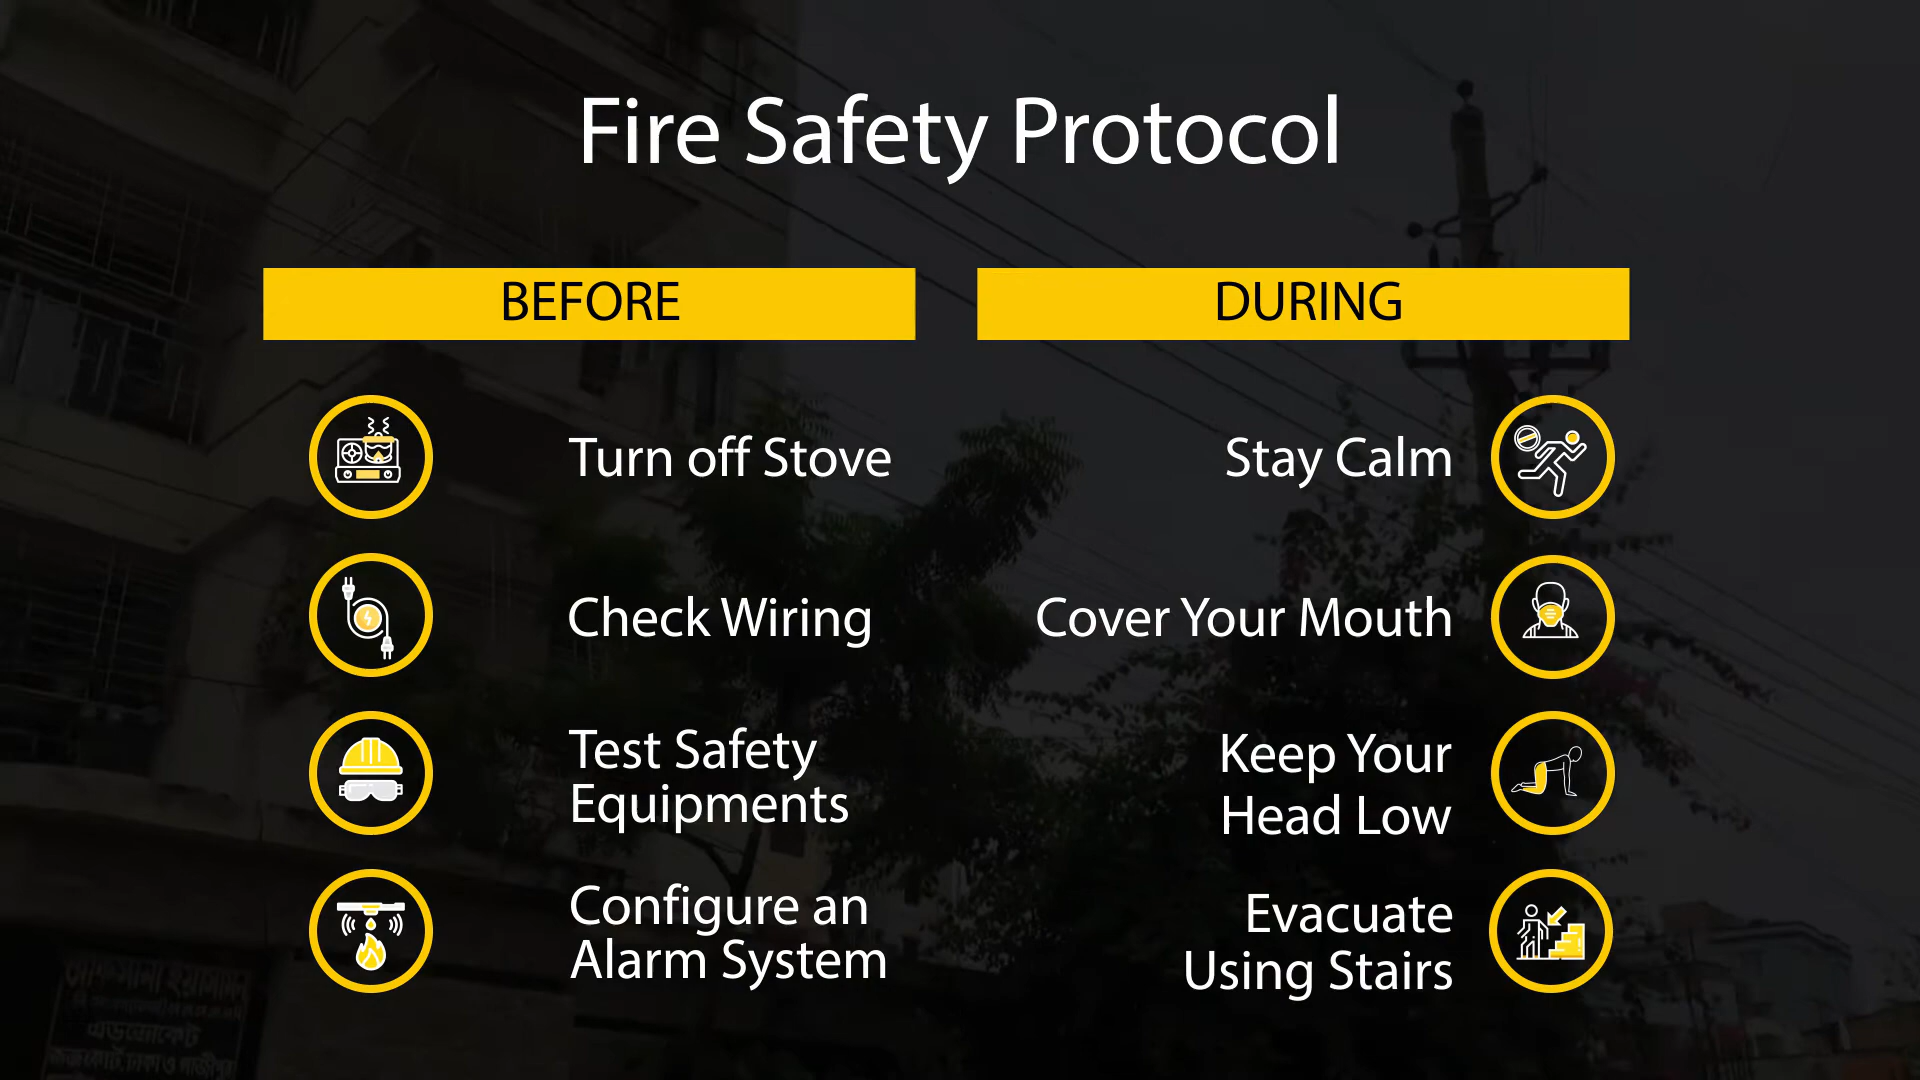 Fire Safety Protocol
BEFORE
Turn off Stove
Check Wiring
Test Safety
Equipments
Configure an
Alarm System
DURING
Stay Calm
Cover Your Mouth
Keep Your
Head Low
Evacuate
Using Stairs
এডভোকেট